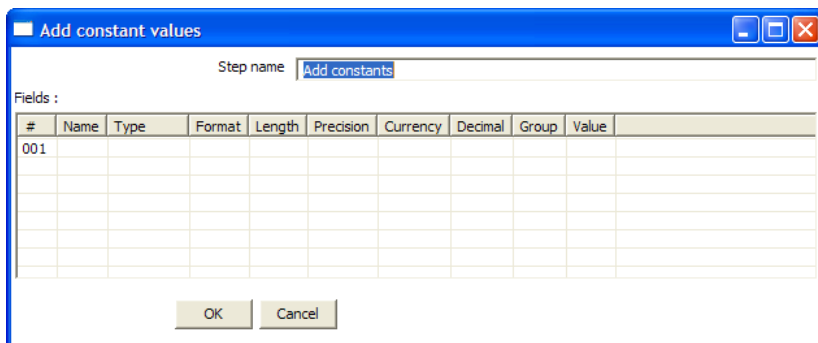 Add constant values
Step name Add constants
Fields :
# Name Type Format Length Precision Currency Decimal Group Value
001
OK Cancel